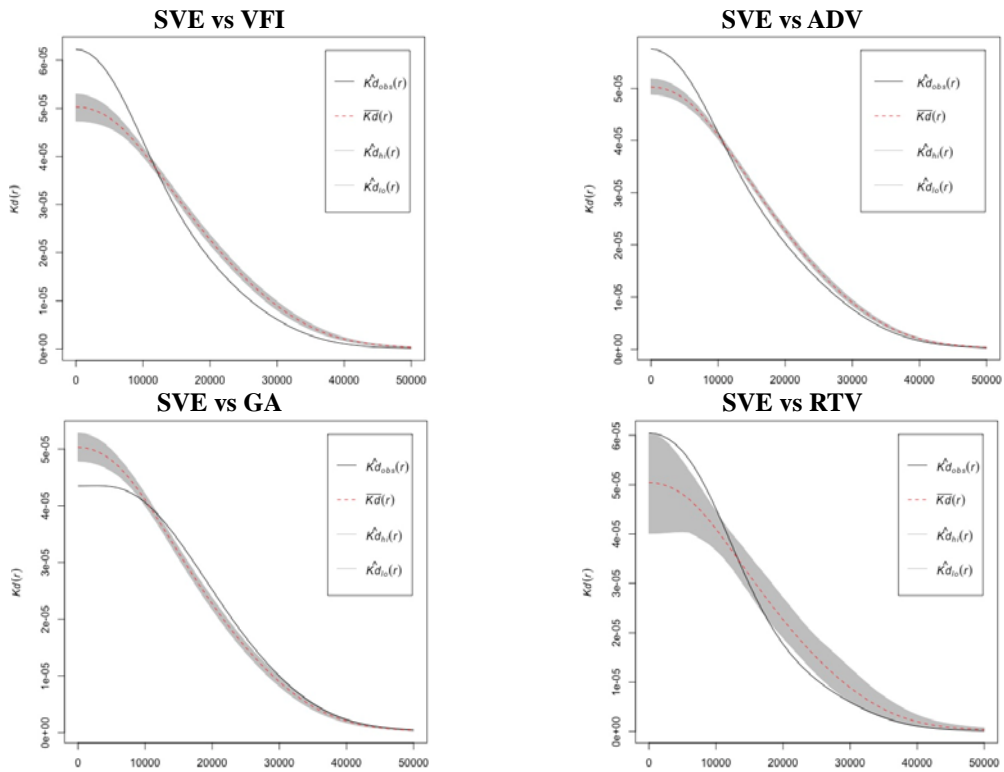 SVE vs VFI
Kd(r)
6e-05
5e-05
4e-05
3e-05
2e-05
1e-05
0e+00
0 10000 20000 30000 40000 50000
K̂d_obs(r)
K̅d̅(r)
K̂d_hi(r)
K̂d_lo(r)
SVE vs ADV
Kd(r)
5e-05
4e-05
3e-05
2e-05
1e-05
0e+00
0 10000 20000 30000 40000 50000
K̂d_obs(r)
K̅d̅(r)
K̂d_hi(r)
K̂d_lo(r)
SVE vs GA
Kd(r)
5e-05
4e-05
3e-05
2e-05
1e-05
0e+00
0 10000 20000 30000 40000 50000
K̂d_obs(r)
K̅d̅(r)
K̂d_hi(r)
K̂d_lo(r)
SVE vs RTV
Kd(r)
6e-05
5e-05
4e-05
3e-05
2e-05
1e-05
0e+00
0 10000 20000 30000 40000 50000
K̂d_obs(r)
K̅d̅(r)
K̂d_hi(r)
K̂d_lo(r)